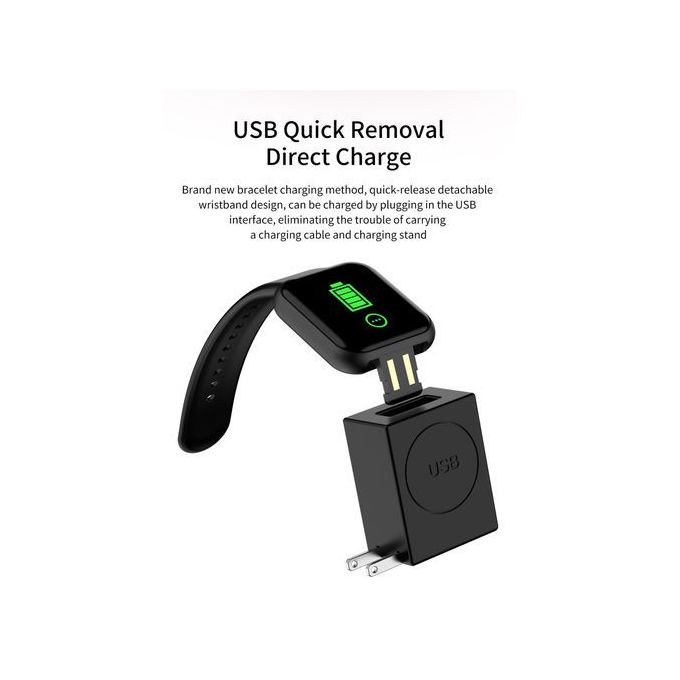 USB Quick Removal
Direct Charge
Brand new bracelet charging method, quick-release detachable
wristband design, can be charged by plugging in the USB
interface, eliminating the trouble of carrying
a charging cable and charging stand
USB